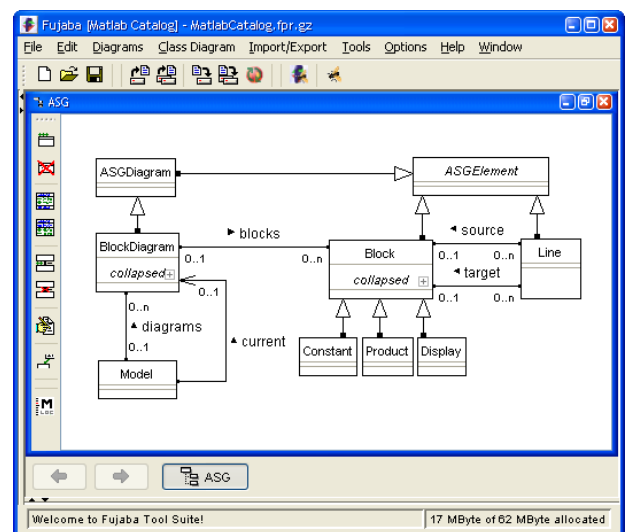 Fujaba [Matlab Catalog] - MatlabCatalog.fpr.gz
File Edit Diagrams Class Diagram Import/Export Tools Options Help Window
ASG
ASGDiagram
ASGElement
BlockDiagram
collapsed
blocks
0..1
0..n
Block
collapsed
source
0..1
0..n
target
0..1
0..n
Line
0..1
0..n
diagrams
0..1
current
Model
Constant
Product
Display
M
ASG
Welcome to Fujaba Tool Suite!
17 MByte of 62 MByte allocated